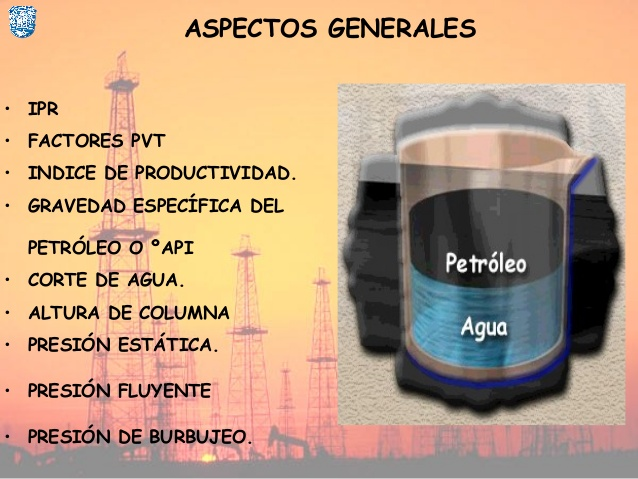 ASPECTOS GENERALES
• IPR
• FACTORES PVT
• INDICE DE PRODUCTIVIDAD.
• GRAVEDAD ESPECÍFICA DEL
PETRÓLEO O ºAPI
• CORTE DE AGUA.
• ALTURA DE COLUMNA
• PRESIÓN ESTÁTICA.
• PRESIÓN FLUYENTE
• PRESIÓN DE BURBUJEO.
Petróleo
Agua